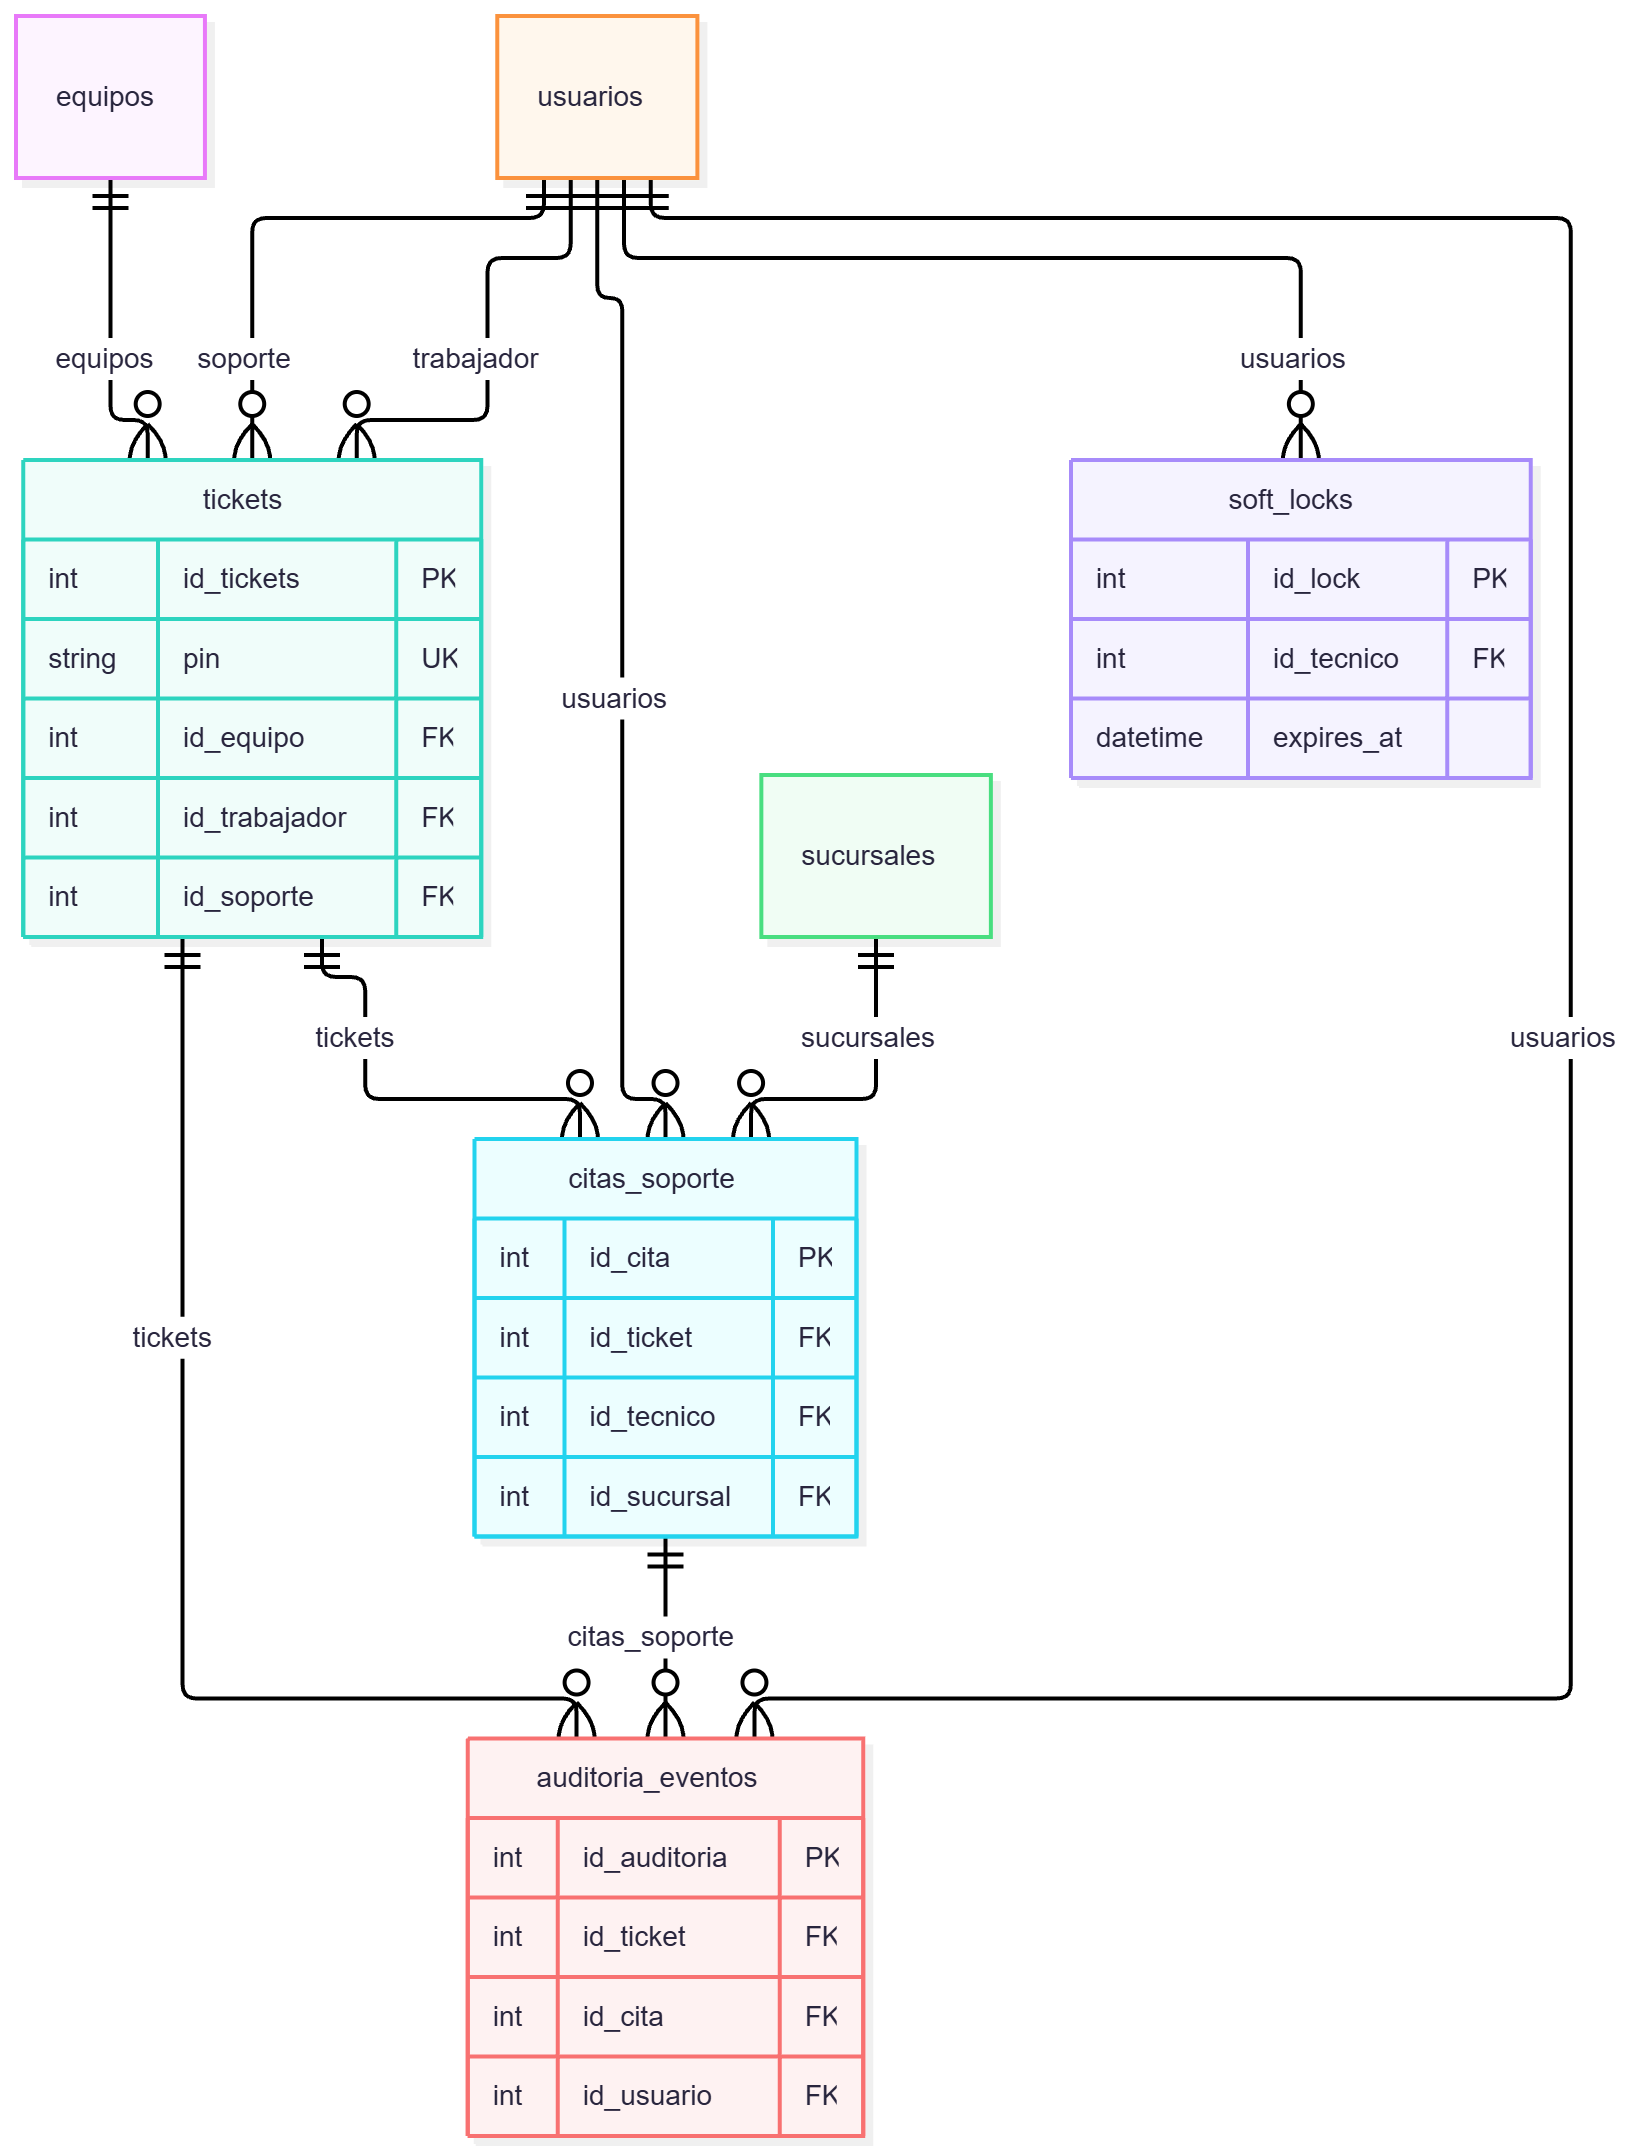 equipos
usuarios
equipos
soporte
trabajador
usuarios
tickets
int id_tickets PK
string pin UK
int id_equipo FK
int id_trabajador FK
int id_soporte FK
soft_locks
int id_lock PK
int id_tecnico FK
datetime expires_at
usuarios
sucursales
tickets
sucursales
usuarios
citas_soporte
int id_cita PK
int id_ticket FK
int id_tecnico FK
int id_sucursal FK
tickets
citas_soporte
auditoria_eventos
int id_auditoria PK
int id_ticket FK
int id_cita FK
int id_usuario FK